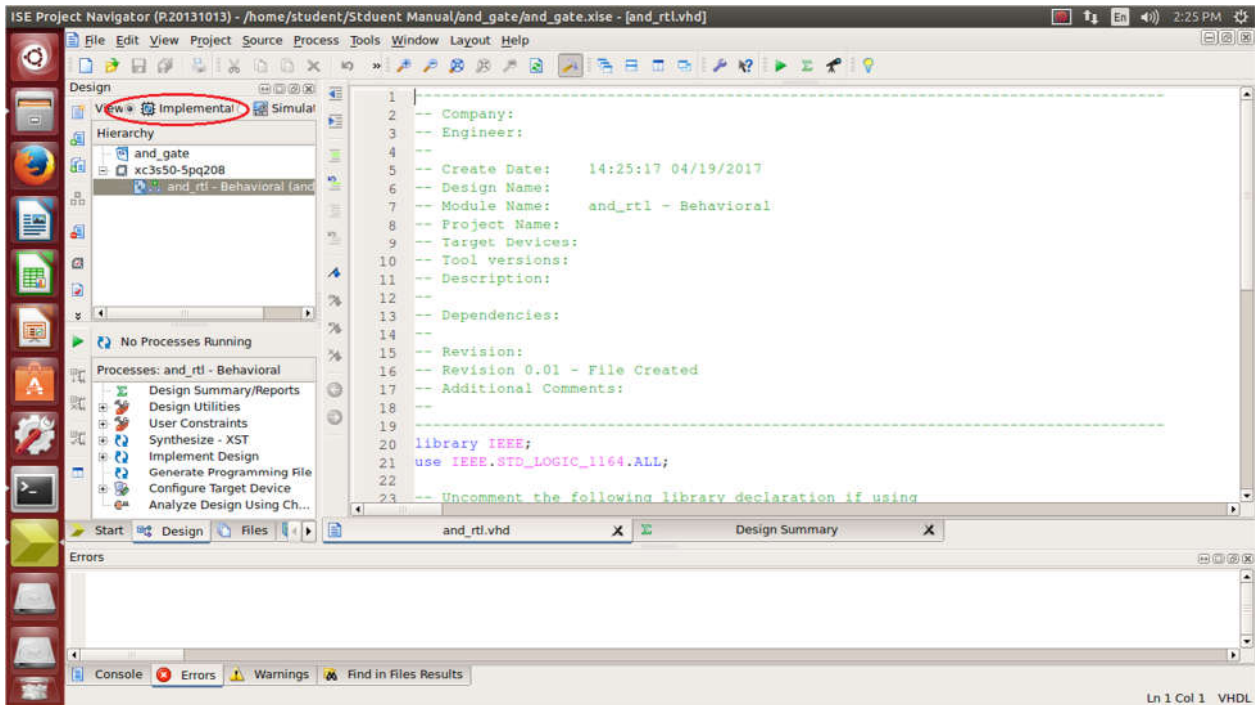 ISE Project Navigator (P.20131013) - /home/student/Stduent Manual/and_gate/and_gate.xise - [and_rtl.vhd]
En 2:25 PM
File Edit View Project Source Process Tools Window Layout Help
Design
View Implementat Simulat
Hierarchy
and_gate
xc3s50-5pq208
and_rtl - Behavioral (and
No Processes Running
Processes: and_rtl - Behavioral
Design Summary/Reports
Design Utilities
User Constraints
Synthesize - XST
Implement Design
Generate Programming File
Configure Target Device
Analyze Design Using Ch...
Start Design Files
1 --------------------------------------------------------------------------------
2 -- Company:
3 -- Engineer:
4 --
5 -- Create Date: 14:25:17 04/19/2017
6 -- Design Name:
7 -- Module Name: and_rtl - Behavioral
8 -- Project Name:
9 -- Target Devices:
10 -- Tool versions:
11 -- Description:
12 --
13 -- Dependencies:
14 --
15 -- Revision:
16 -- Revision 0.01 - File Created
17 -- Additional Comments:
18 --
19 --------------------------------------------------------------------------------
20 library IEEE;
21 use IEEE.STD_LOGIC_1164.ALL;
22
23 -- Uncomment the following library declaration if using
and_rtl.vhd Design Summary
Errors
Console Errors Warnings Find in Files Results
Ln 1 Col 1 VHDL